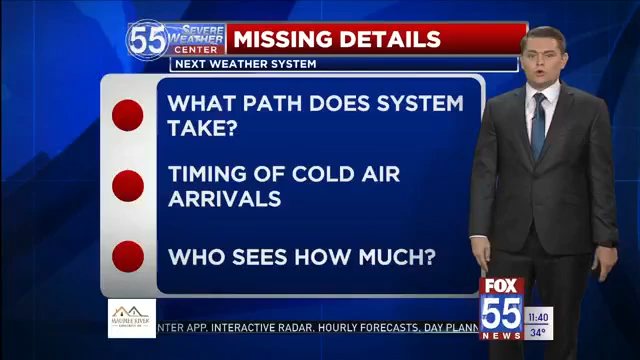 55 SEVERE WEATHER CENTER
MISSING DETAILS
NEXT WEATHER SYSTEM
WHAT PATH DOES SYSTEM
TAKE?
TIMING OF COLD AIR
ARRIVALS
WHO SEES HOW MUCH?
FOX
55
NEWS
11:40
34°
NTER APP. INTERACTIVE RADAR. HOURLY FORECASTS. DAY PLANN